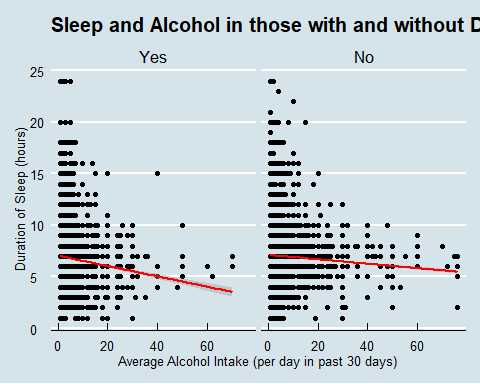 Sleep and Alcohol in those with and without D
Yes No
25
20
15
10
5
0
Duration of Sleep (hours)
0 20 40 60 0 20 40 60
Average Alcohol Intake (per day in past 30 days)